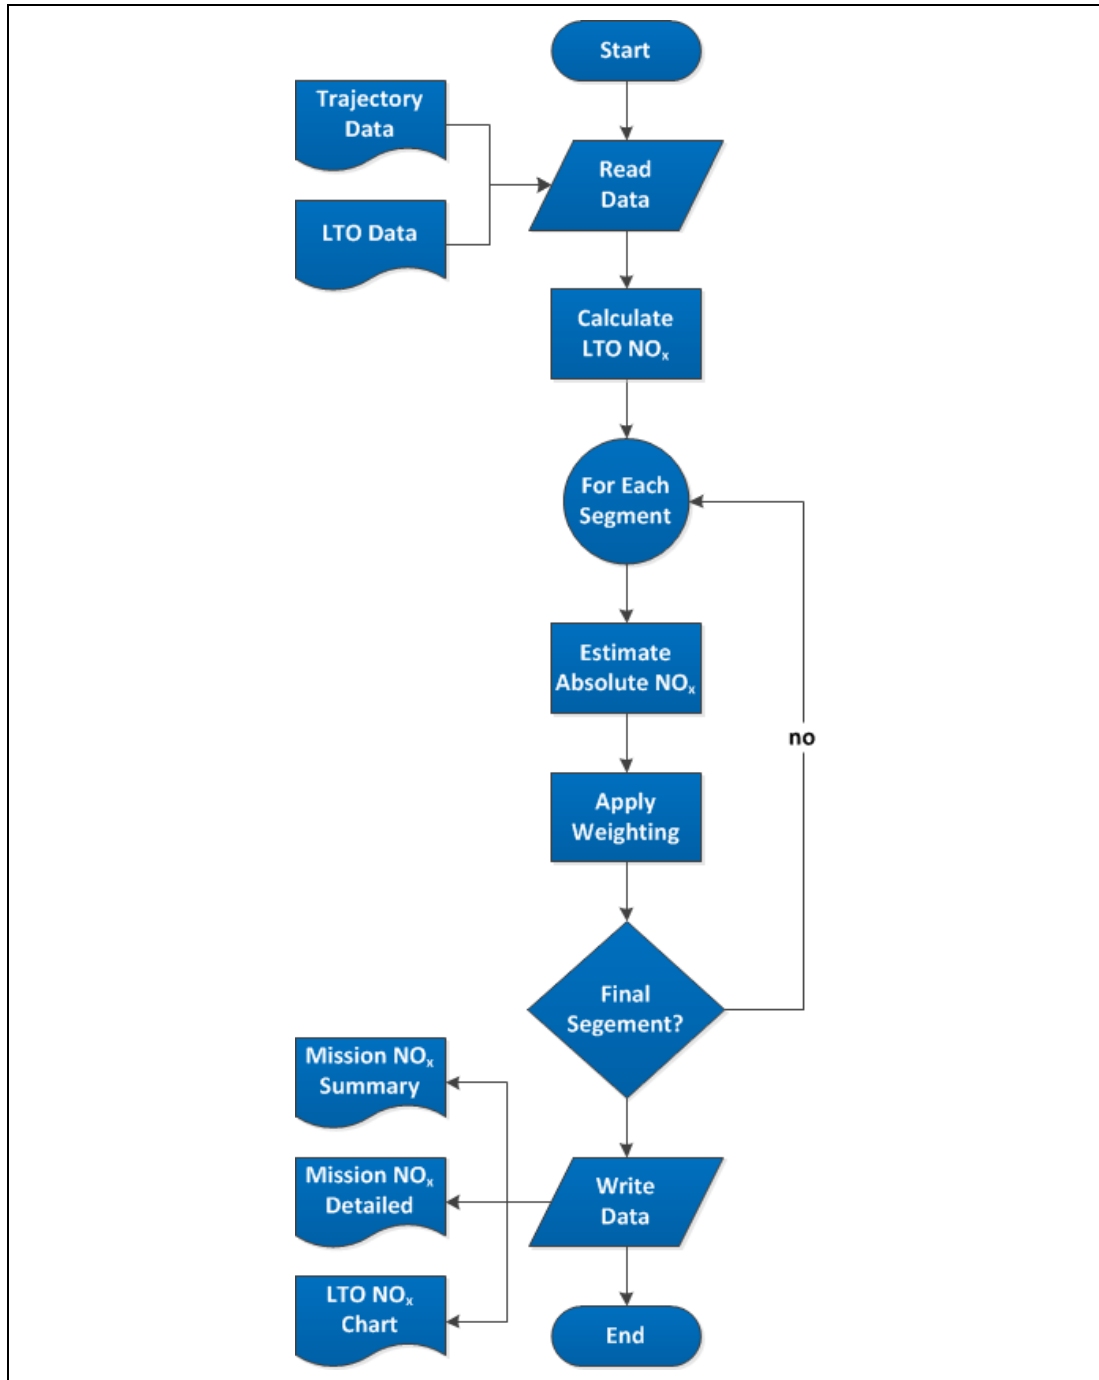 Start
Trajectory
Data
Read
Data
LTO Data
Calculate
LTO NOₓ
For Each
Segment
Estimate
Absolute NOₓ
no
Apply
Weighting
Final
Segement?
Mission NOₓ
Summary
Mission NOₓ
Detailed
Write
Data
LTO NOₓ
Chart
End